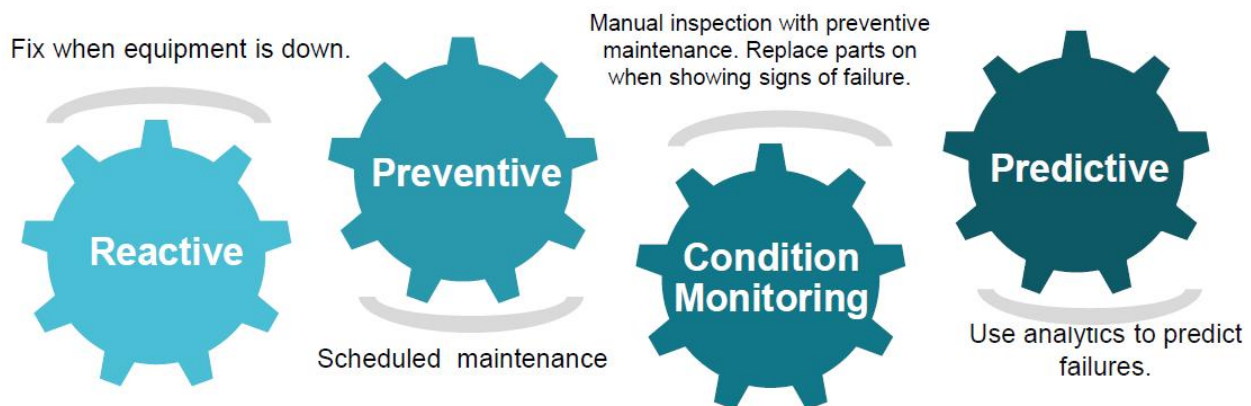 Fix when equipment is down.
Reactive
Preventive
Scheduled maintenance
Manual inspection with preventive
maintenance. Replace parts on
when showing signs of failure.
Condition
Monitoring
Predictive
Use analytics to predict
failures.